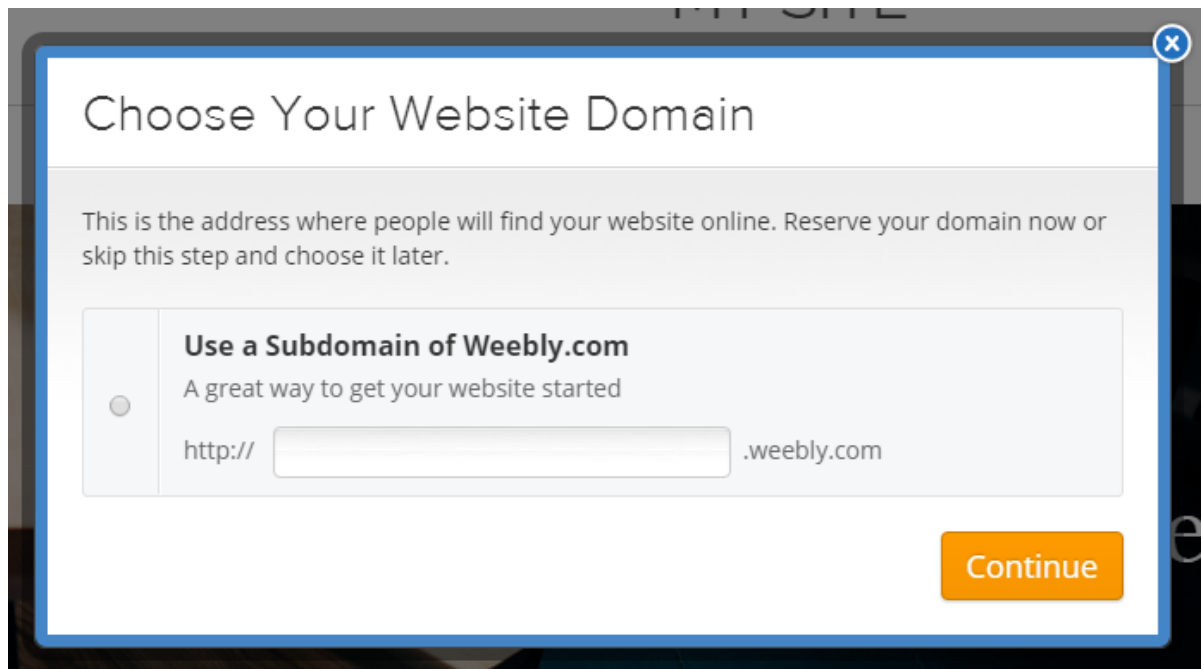 MY SITE
Choose Your Website Domain
This is the address where people will find your website online. Reserve your domain now or
skip this step and choose it later.
Use a Subdomain of Weebly.com
A great way to get your website started
http:// .weebly.com
Continue